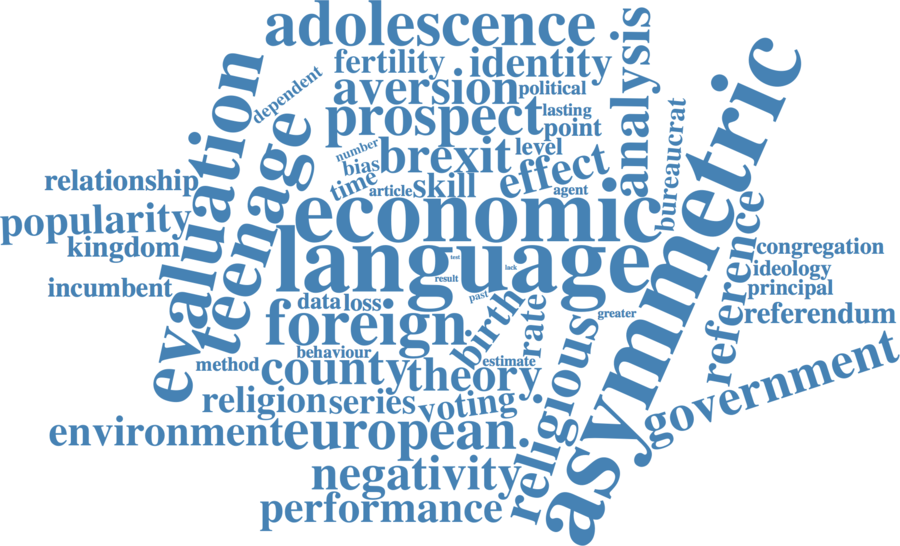 adolescence
fertility
identity
aversion
political
prospect
lasting
point
number
brexit
level
bias
time
article
skill
effect
agent
dependent
evaluation
teenage
analysis
bureaucrat
asymmetric
relationship
popularity
kingdom
incumbent
economic
language
test
lack
result
past
data
loss
foreign
birth
rate
greater
behaviour
method
county
theory
estimate
religion
series
voting
religious
reference
congregation
ideology
principal
referendum
government
environment
european
negativity
performance